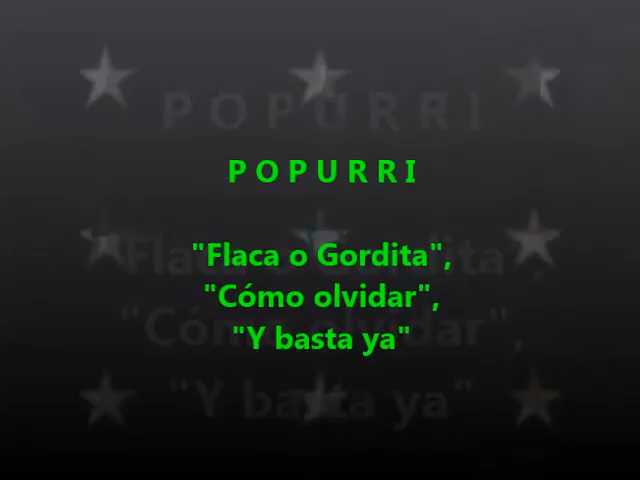 P O P U R R I
"Flaca o Gordita",
"Cómo olvidar",
"Y basta ya"